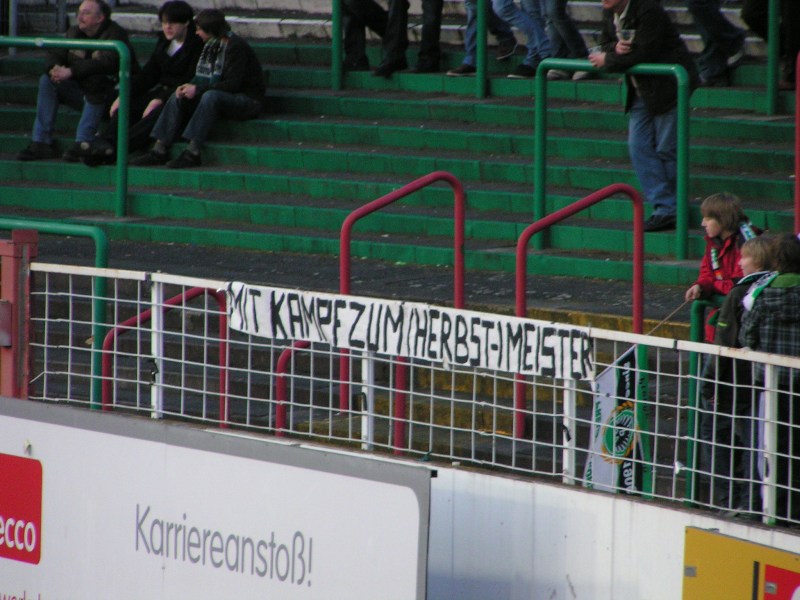 MIT KAMPF ZUM /HERBST-/ MEISTER
ecco
Karriereanstoß!